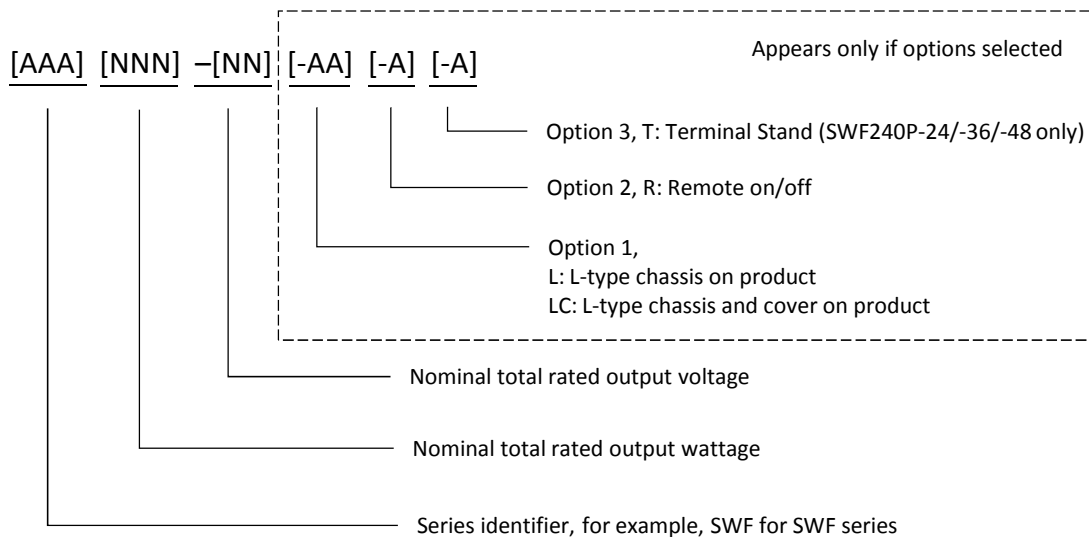 Appears only if options selected
[AAA] [NNN] –[NN] [-AA] [-A] [-A]
Option 3, T: Terminal Stand (SWF240P-24/-36/-48 only)
Option 2, R: Remote on/off
Option 1,
L: L-type chassis on product
LC: L-type chassis and cover on product
Nominal total rated output voltage
Nominal total rated output wattage
Series identifier, for example, SWF for SWF series